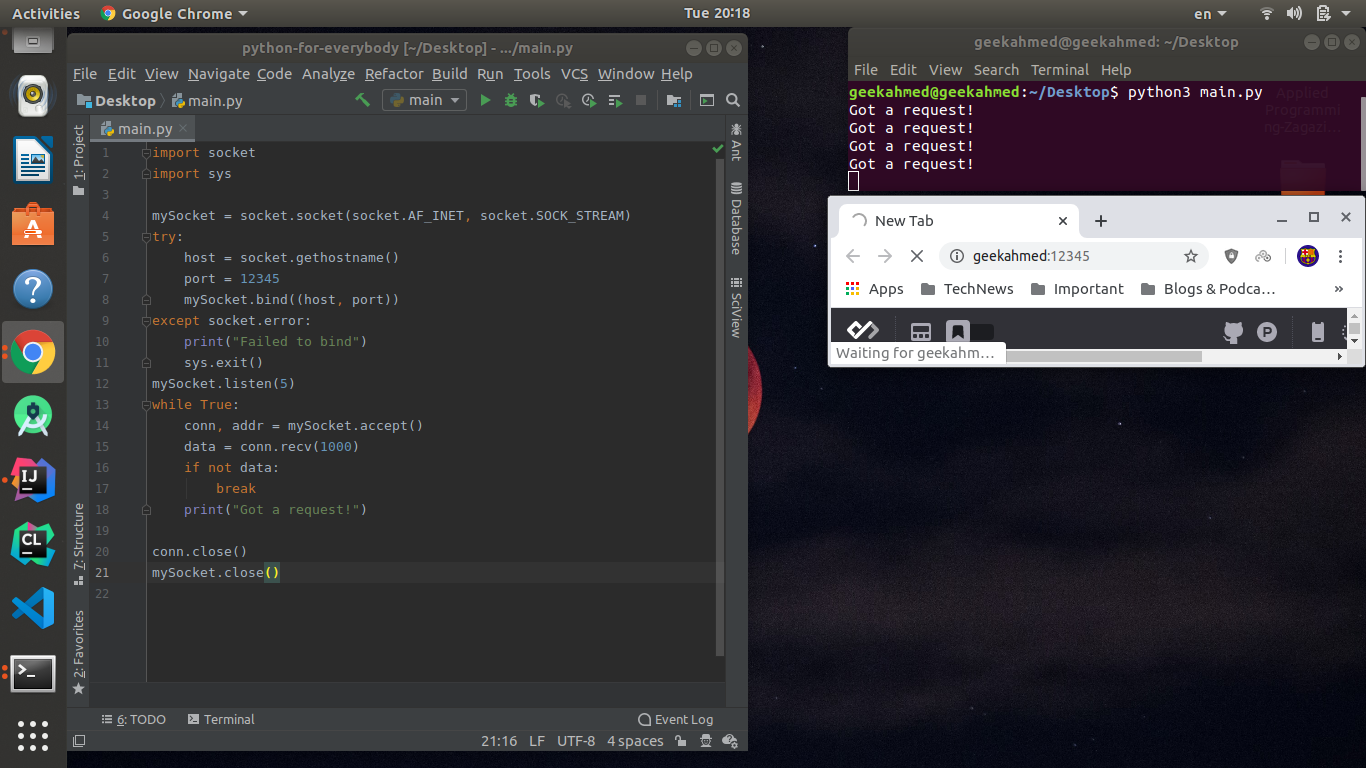 Activities
Google Chrome
Tue 20:18
en
python-for-everybody [~/Desktop] - .../main.py
File Edit View Navigate Code Analyze Refactor Build Run Tools VCS Window Help
Desktop main.py
main
main.py
1: Project
7: Structure
2: Favorites
1 import socket
2 import sys
3
4 mySocket = socket.socket(socket.AF_INET, socket.SOCK_STREAM)
5 try:
6 host = socket.gethostname()
7 port = 12345
8 mySocket.bind((host, port))
9 except socket.error:
10 print("Failed to bind")
11 sys.exit()
12 mySocket.listen(5)
13 while True:
14 conn, addr = mySocket.accept()
15 data = conn.recv(1000)
16 if not data:
17 break
18 print("Got a request!")
19
20 conn.close()
21 mySocket.close()
22
Ant
Database
SciView
6: TODO
Terminal
Event Log
21:16 LF UTF-8 4 spaces
geekahmed@geekahmed: ~/Desktop
File Edit View Search Terminal Help
geekahmed@geekahmed:~/Desktop$ python3 main.py
Got a request!
Got a request!
Got a request!
Got a request!
Applied
Programmi
ng-Zagazi...
New Tab
geekahmed:12345
Apps
TechNews
Important
Blogs & Podca...
»
Waiting for geekahm...
IJ
CL